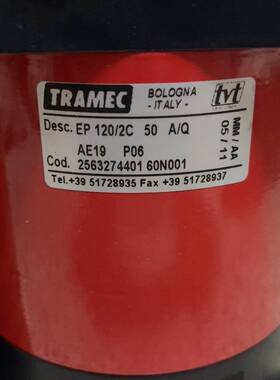 TRAMEC
BOLOGNA
- ITALY -
tvt
Desc. EP 120/2C 50 A/Q
AE19 P06
Cod. 2563274401 60N001
Tel.+39 51728935 Fax +39 51728937
MM / AA
05 / 11